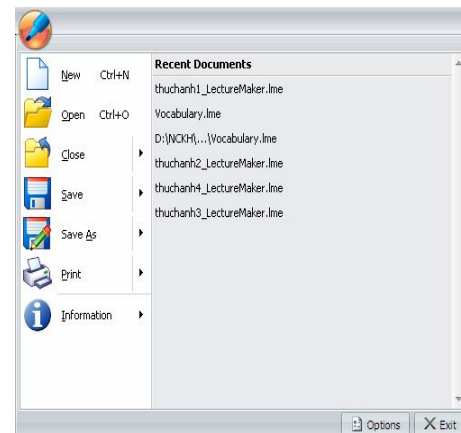 New Ctrl+N
Open Ctrl+O
Close
Save
Save As
Print
Information
Recent Documents
thuchanh1_LectureMaker.lme
Vocabulary.lme
D:\NCKH\...\Vocabulary.lme
thuchanh2_LectureMaker.lme
thuchanh4_LectureMaker.lme
thuchanh3_LectureMaker.lme
Options
Exit